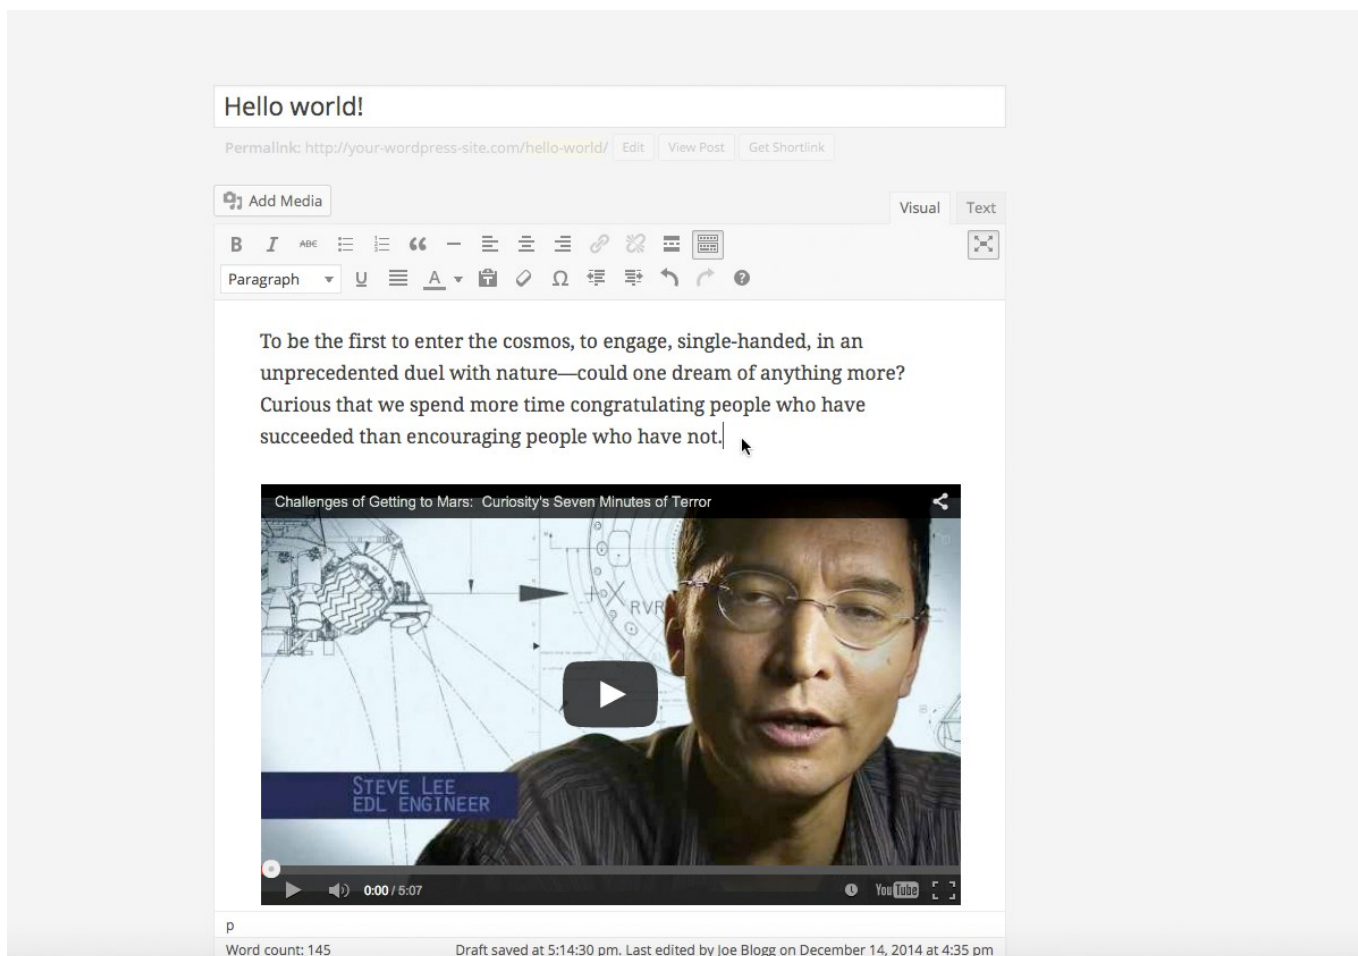 Hello world!
Permalink: http://your-wordpress-site.com/hello-world/ Edit View Post Get Shortlink
Add Media
Visual Text
B I ABC
Paragraph U A T Ω ?
To be the first to enter the cosmos, to engage, single-handed, in an
unprecedented duel with nature—could one dream of anything more?
Curious that we spend more time congratulating people who have
succeeded than encouraging people who have not.
Challenges of Getting to Mars: Curiosity's Seven Minutes of Terror
RVR
STEVE LEE
EDL ENGINEER
0:00 / 5:07 YouTube
p
Word count: 145 Draft saved at 5:14:30 pm. Last edited by Joe Blogg on December 14, 2014 at 4:35 pm